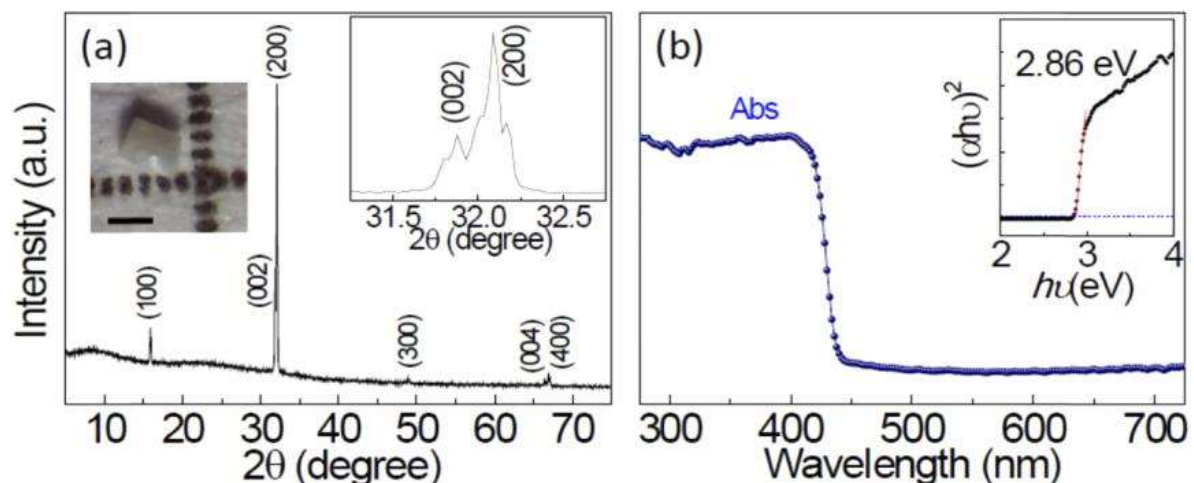 (a)
Intensity (a.u.)
(100)
(002)
(200)
(300)
(004)
(400)
10 20 30 40 50 60 70
2θ (degree)
(002)
(200)
31.5 32.0 32.5
2θ (degree)
(b)
Abs
300 400 500 600 700
Wavelength (nm)
2.86 eV
(αhυ)²
2 3 4
hυ(eV)